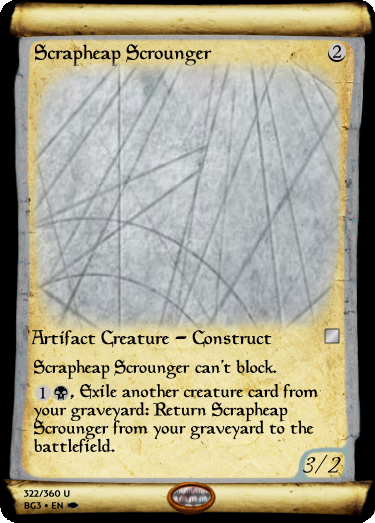 Scrapheap Scrounger 2
Artifact Creature – Construct
Scrapheap Scrounger can't block.
1, Exile another creature card from
your graveyard: Return Scrapheap
Scrounger from your graveyard to the
battlefield.
3/2
322/360 U
BG3 • EN